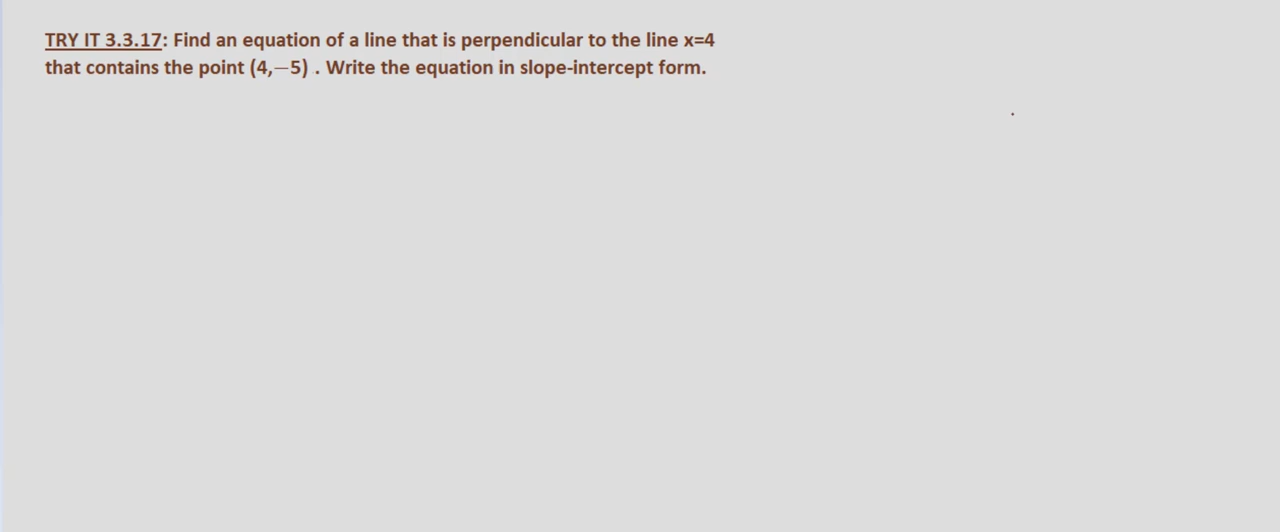 TRY IT 3.3.17: Find an equation of a line that is perpendicular to the line x=4
that contains the point (4,−5) . Write the equation in slope-intercept form.